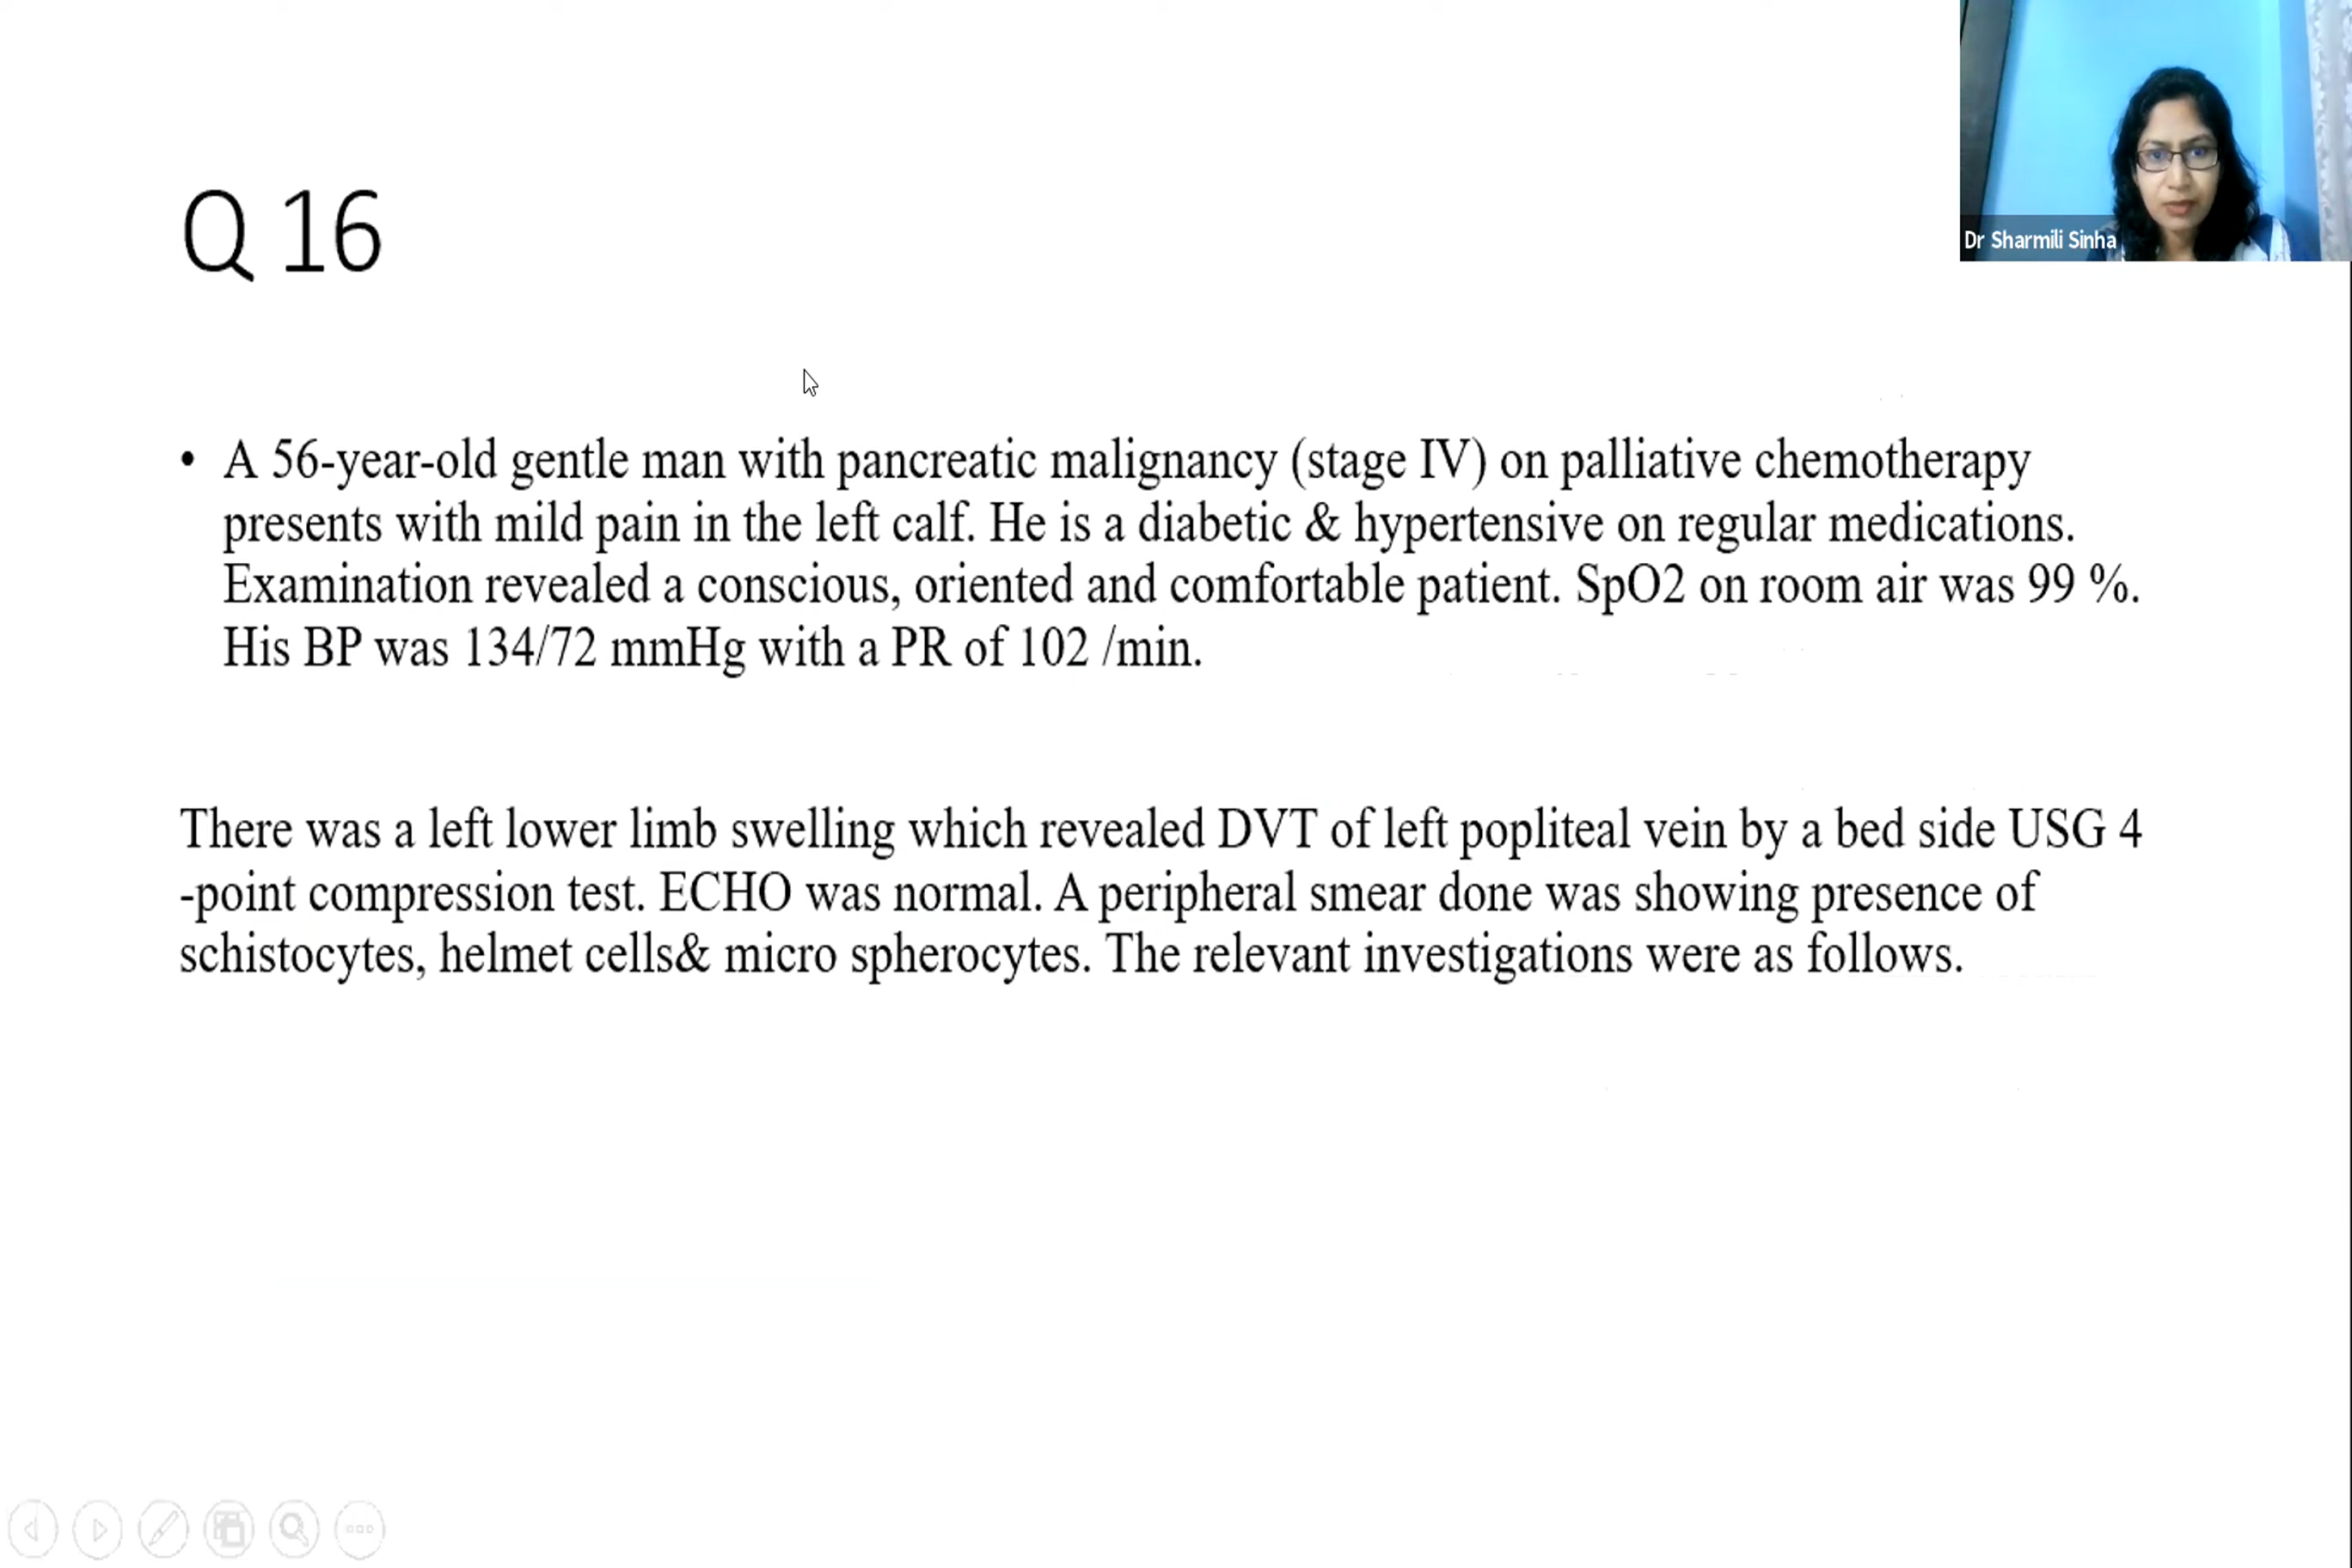 Dr Sharmili Sinha
Q 16
• A 56-year-old gentle man with pancreatic malignancy (stage IV) on palliative chemotherapy
presents with mild pain in the left calf. He is a diabetic & hypertensive on regular medications.
Examination revealed a conscious, oriented and comfortable patient. SpO2 on room air was 99 %.
His BP was 134/72 mmHg with a PR of 102 /min.
There was a left lower limb swelling which revealed DVT of left popliteal vein by a bed side USG 4
-point compression test. ECHO was normal. A peripheral smear done was showing presence of
schistocytes, helmet cells& micro spherocytes. The relevant investigations were as follows.